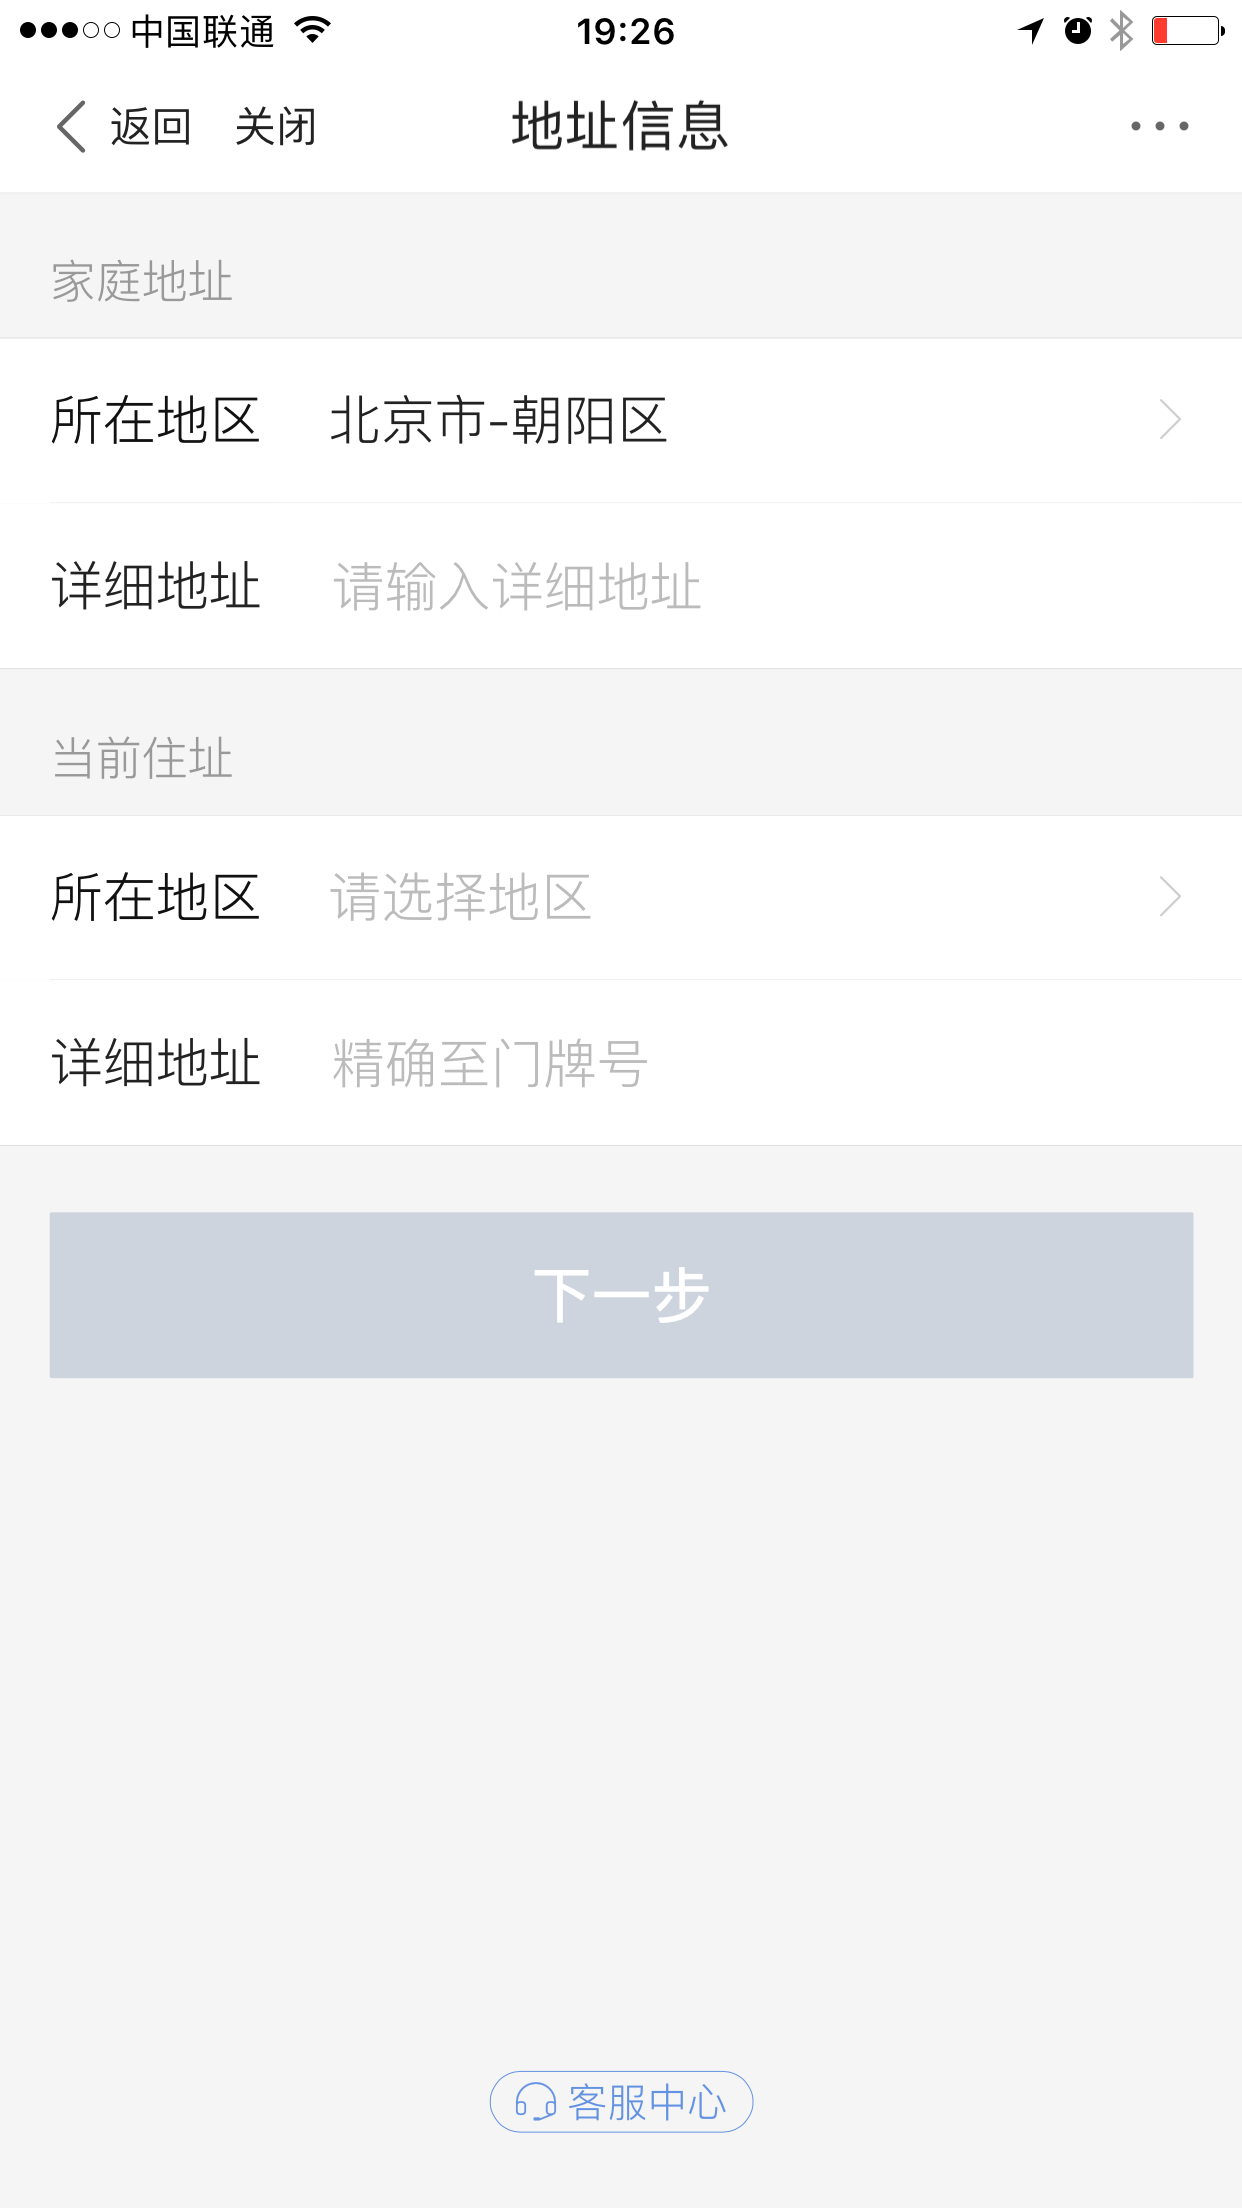 中国联通 19:26
返回 关闭 地址信息
家庭地址
所在地区 北京市-朝阳区
详细地址 请输入详细地址
当前住址
所在地区 请选择地区
详细地址 精确至门牌号
下一步
客服中心